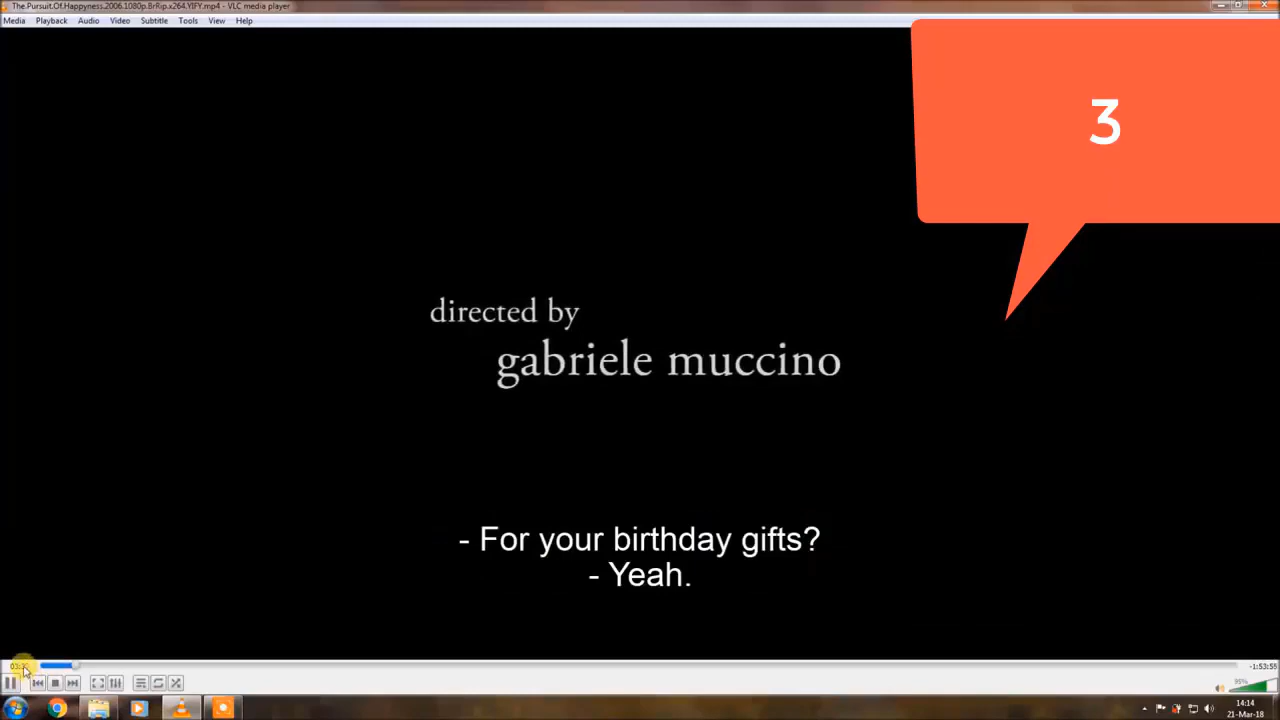 The.Pursuit.Of.Happyness.2006.1080p.BrRip.x264.YIFY.mp4 - VLC media player
Media Playback Audio Video Subtitle Tools View Help
3
directed by
gabriele muccino
- For your birthday gifts?
- Yeah.
-1:53:55
95%
14:14
21-Mar-18